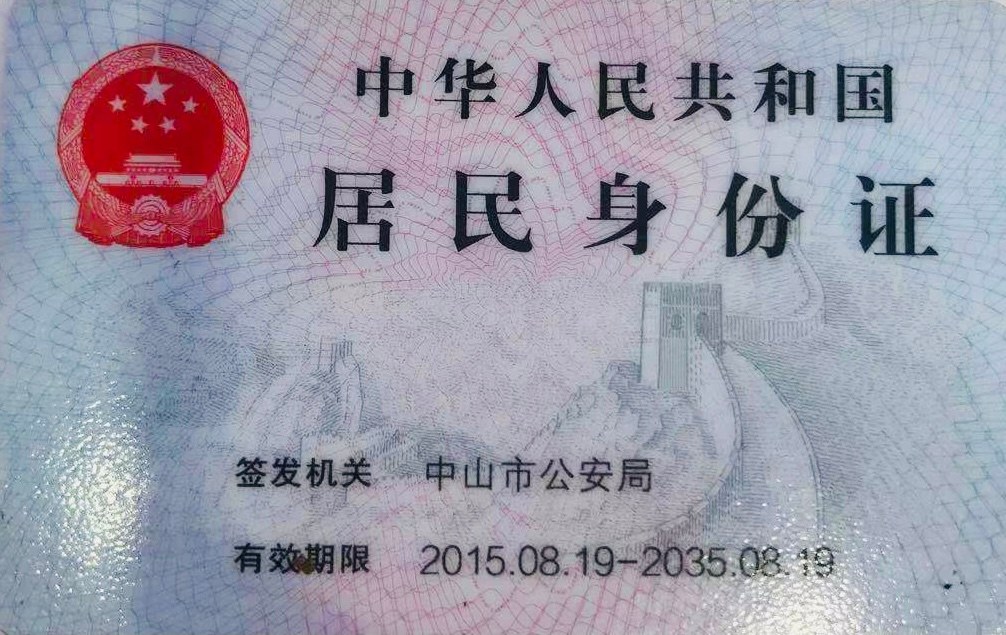 中华人民共和国
居民身份证
签发机关 中山市公安局
有效期限 2015.08.19-2035.08.19